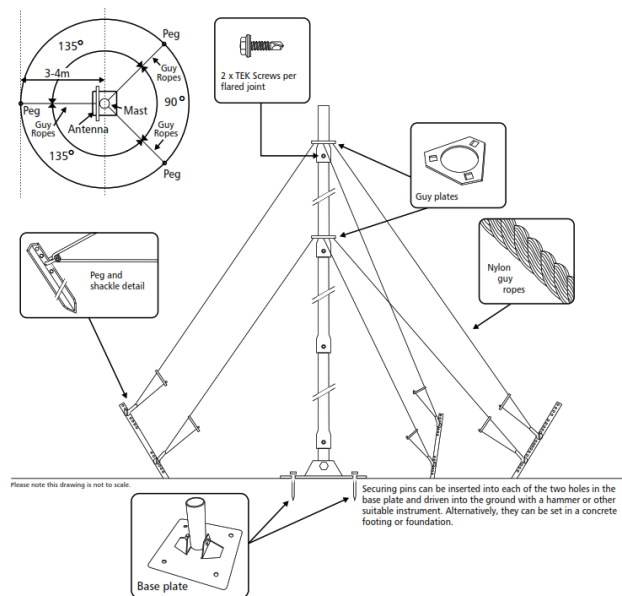 Peg
135°
3-4m
Guy
Ropes
90°
Peg
Mast
Guy
Ropes
Antenna
Guy
Ropes
135°
Peg
2 x TEK Screws per
flared joint
Guy plates
Peg and
shackle detail
Nylon
guy
ropes
Please note this drawing is not to scale.
Securing pins can be inserted into each of the two holes in the
base plate and driven into the ground with a hammer or other
suitable instrument. Alternatively, they can be set in a concrete
footing or foundation.
Base plate